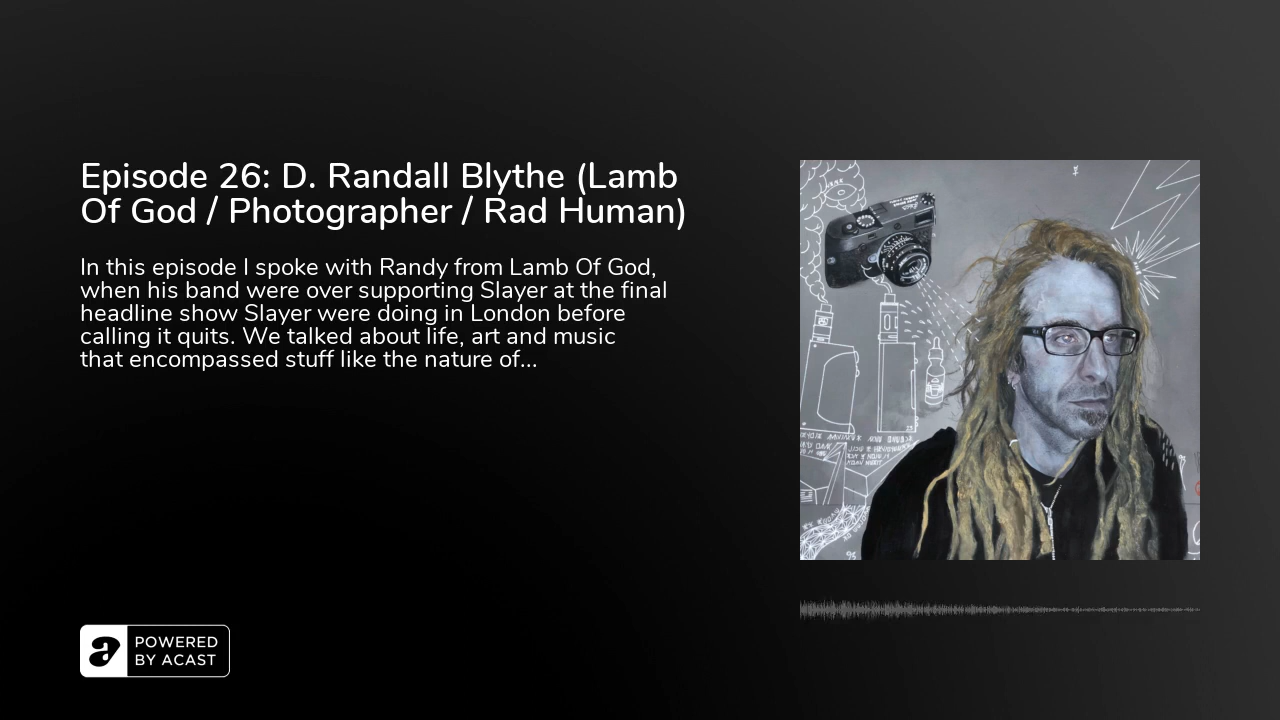 Episode 26: D. Randall Blythe (Lamb
Of God / Photographer / Rad Human)
In this episode I spoke with Randy from Lamb Of God,
when his band were over supporting Slayer at the final
headline show Slayer were doing in London before
calling it quits. We talked about life, art and music
that encompassed stuff like the nature of...
POWERED
BY ACAST